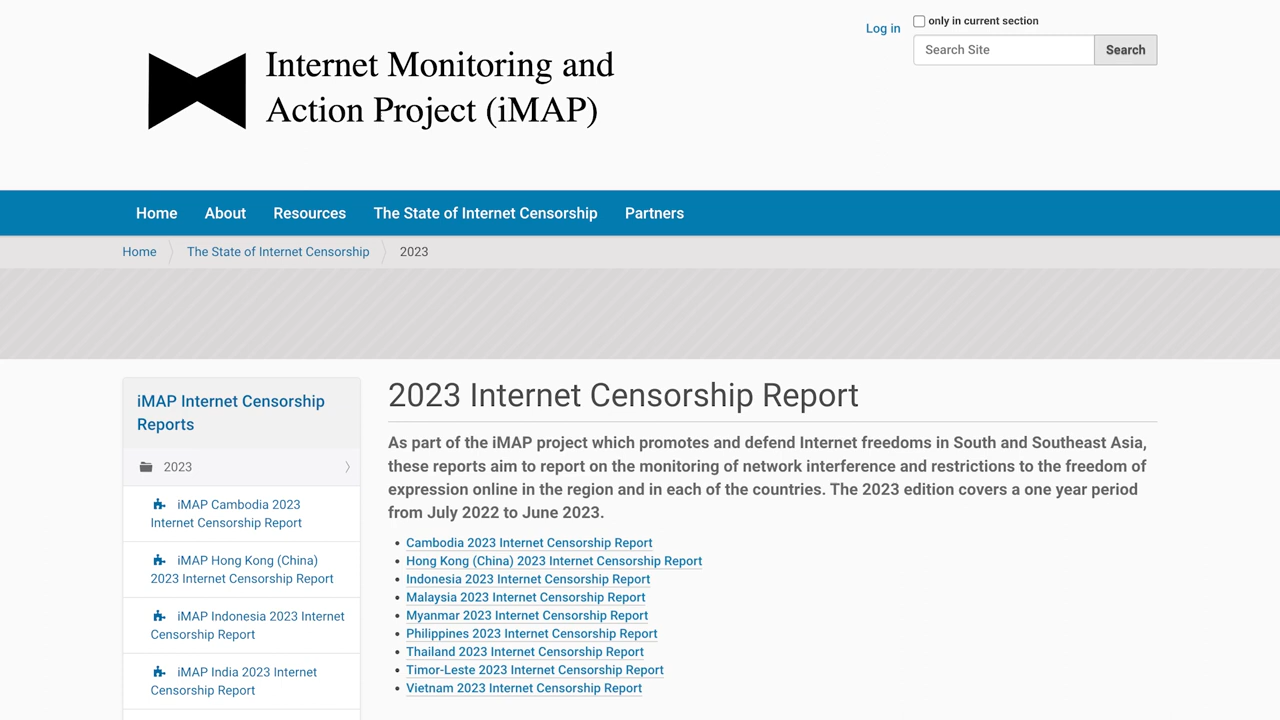 Log in
only in current section
Search Site
Search
Internet Monitoring and
Action Project (iMAP)
Home
About
Resources
The State of Internet Censorship
Partners
Home
The State of Internet Censorship
2023
iMAP Internet Censorship
Reports
2023
iMAP Cambodia 2023
Internet Censorship Report
iMAP Hong Kong (China)
2023 Internet Censorship Report
iMAP Indonesia 2023 Internet
Censorship Report
iMAP India 2023 Internet
Censorship Report
2023 Internet Censorship Report
As part of the iMAP project which promotes and defend Internet freedoms in South and Southeast Asia,
these reports aim to report on the monitoring of network interference and restrictions to the freedom of
expression online in the region and in each of the countries. The 2023 edition covers a one year period
from July 2022 to June 2023.
Cambodia 2023 Internet Censorship Report
Hong Kong (China) 2023 Internet Censorship Report
Indonesia 2023 Internet Censorship Report
Malaysia 2023 Internet Censorship Report
Myanmar 2023 Internet Censorship Report
Philippines 2023 Internet Censorship Report
Thailand 2023 Internet Censorship Report
Timor-Leste 2023 Internet Censorship Report
Vietnam 2023 Internet Censorship Report